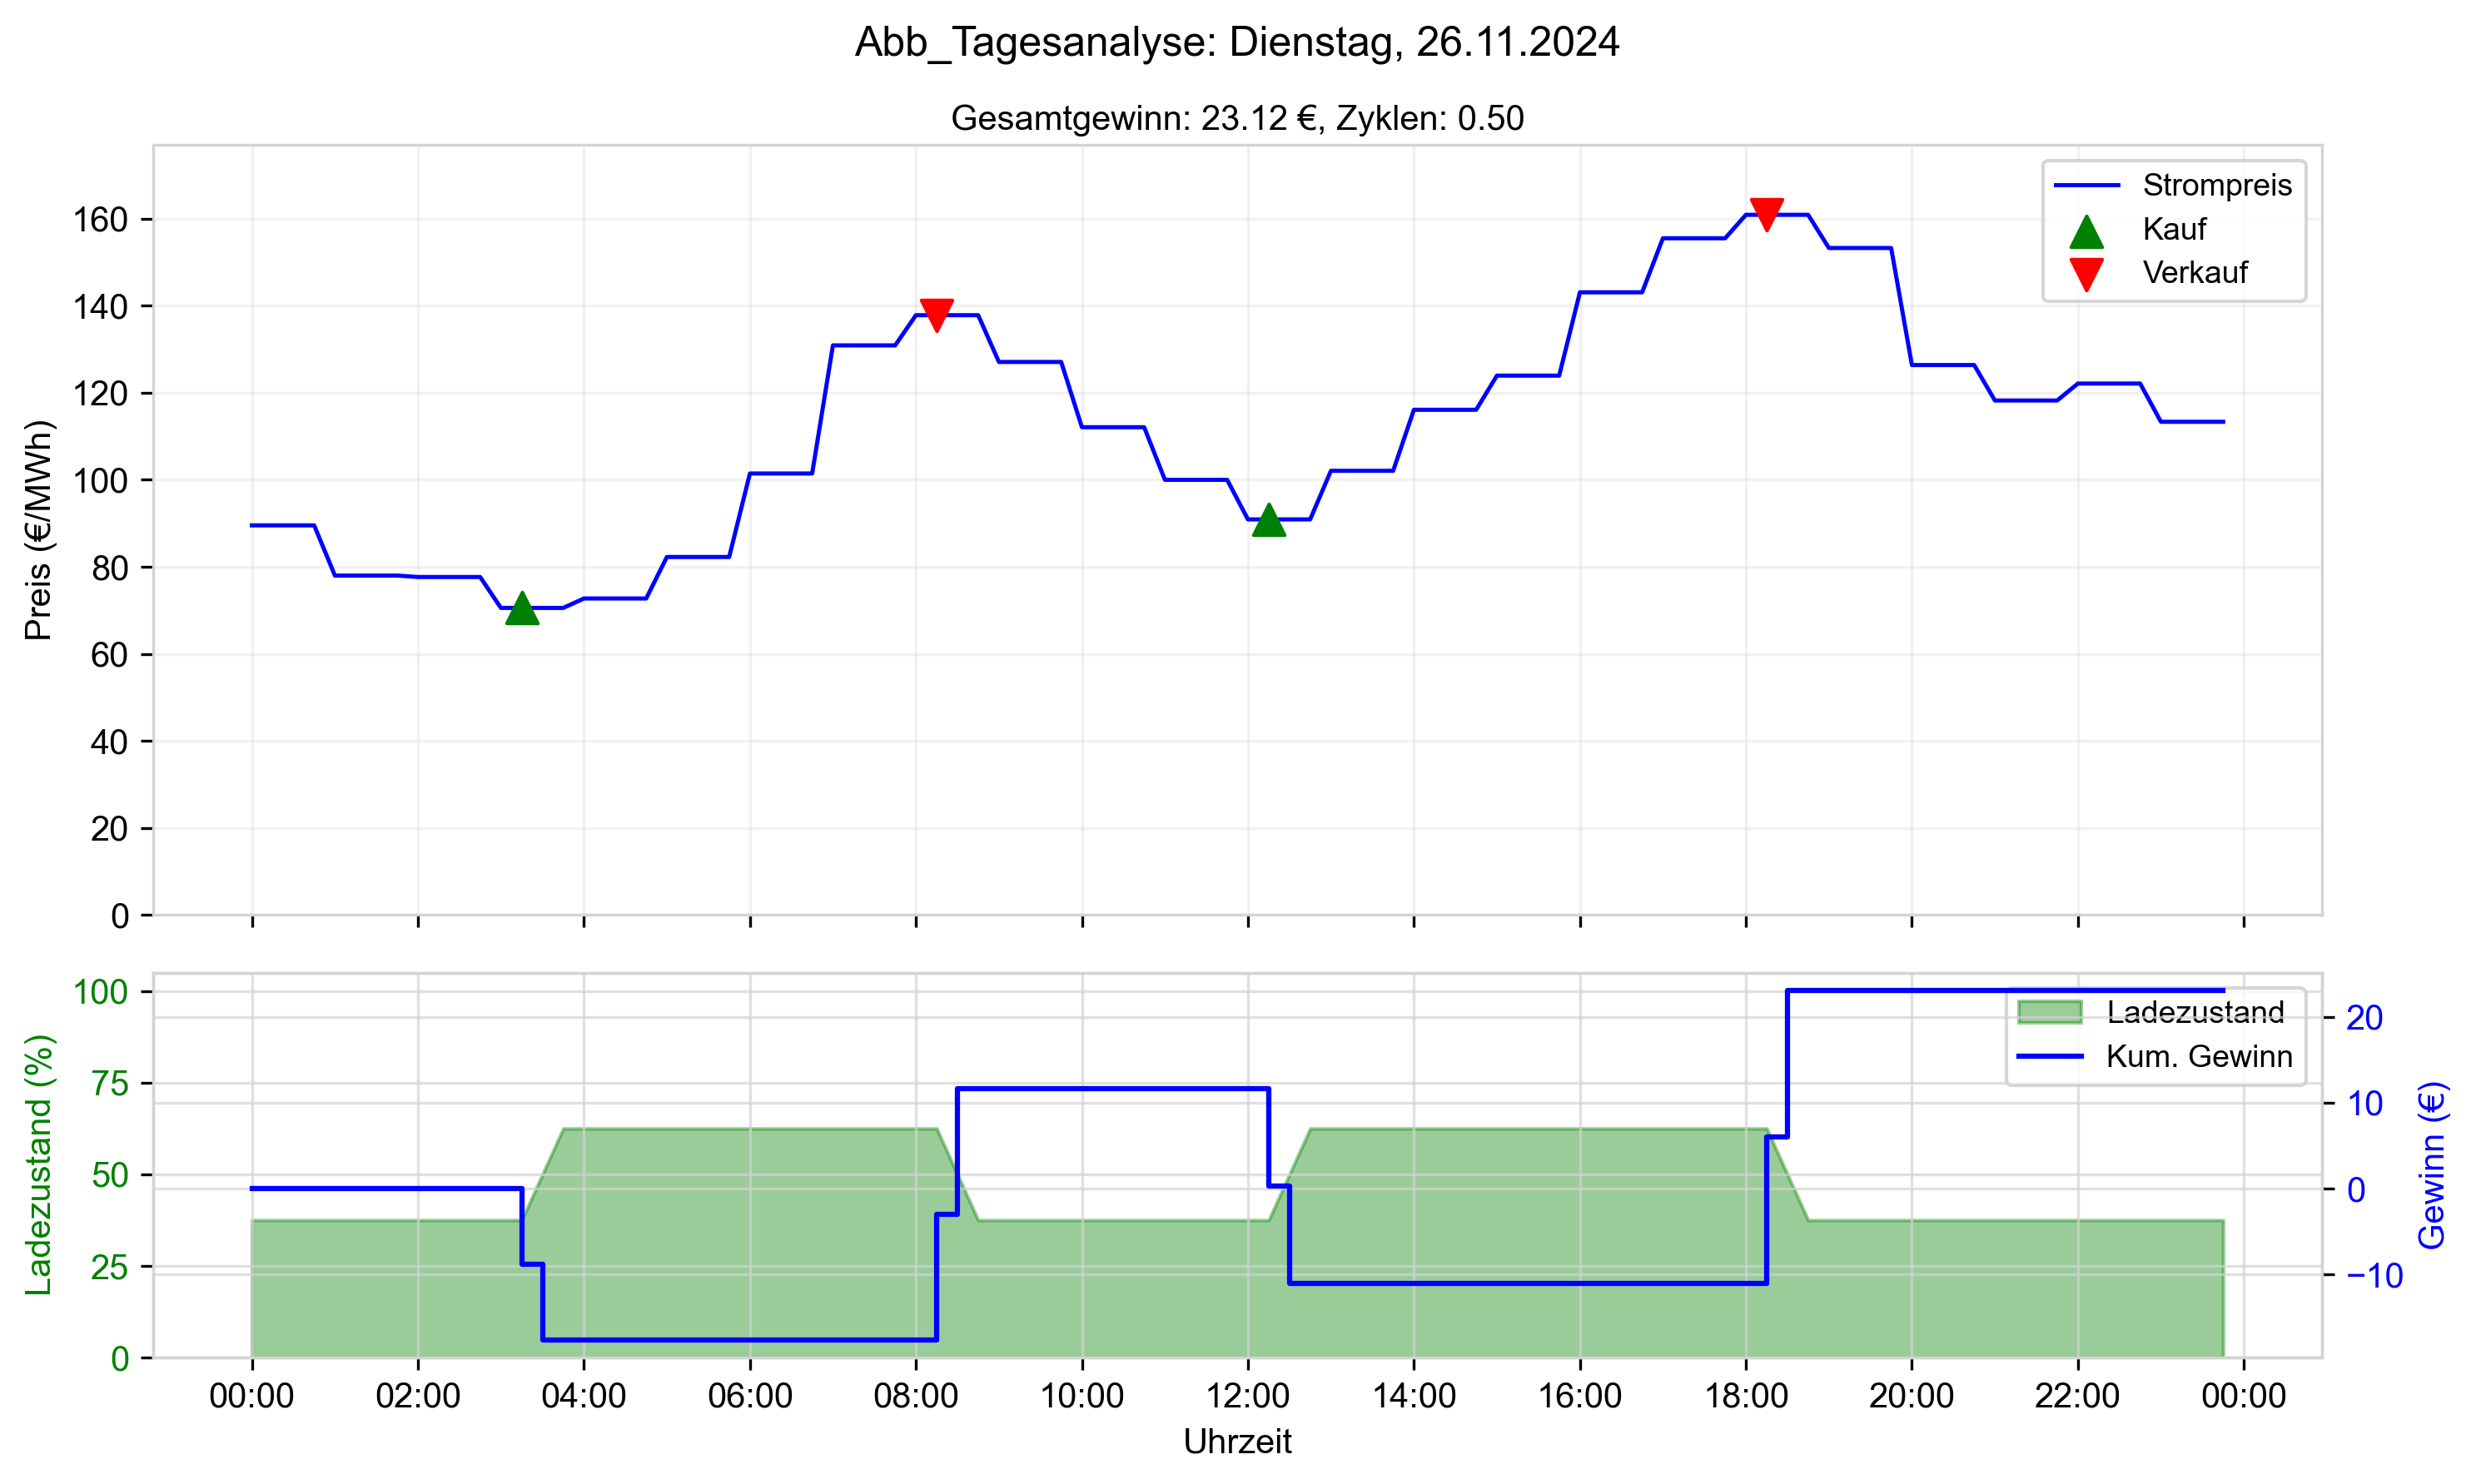 Abb_Tagesanalyse: Dienstag, 26.11.2024
Gesamtgewinn: 23.12 €, Zyklen: 0.50
Preis (€/MWh)
160
140
120
100
80
60
40
20
0
Strompreis
Kauf
Verkauf
Ladezustand (%)
100
75
50
25
0
Ladezustand
Kum. Gewinn
20
10
0
−10
Gewinn (€)
00:00 02:00 04:00 06:00 08:00 10:00 12:00 14:00 16:00 18:00 20:00 22:00 00:00
Uhrzeit